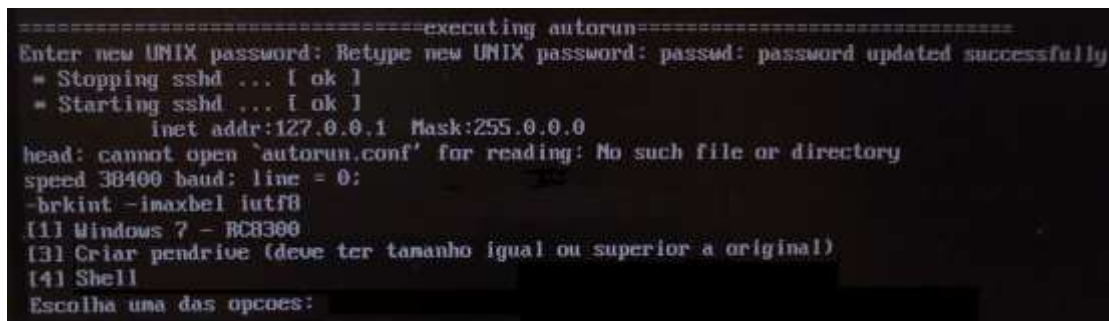 ==================================executing autorun================================
Enter new UNIX password: Retype new UNIX password: passwd: password updated successfully
* Stopping sshd ... [ ok ]
* Starting sshd ... [ ok ]
inet addr:127.0.0.1 Mask:255.0.0.0
head: cannot open `autorun.conf' for reading: No such file or directory
speed 38400 baud; line = 0;
-brkint -imaxbel iutf8
[1] Windows 7 - RC8300
[3] Criar pendrive (deve ter tamanho igual ou superior a original)
[4] Shell
Escolha uma das opcoes: